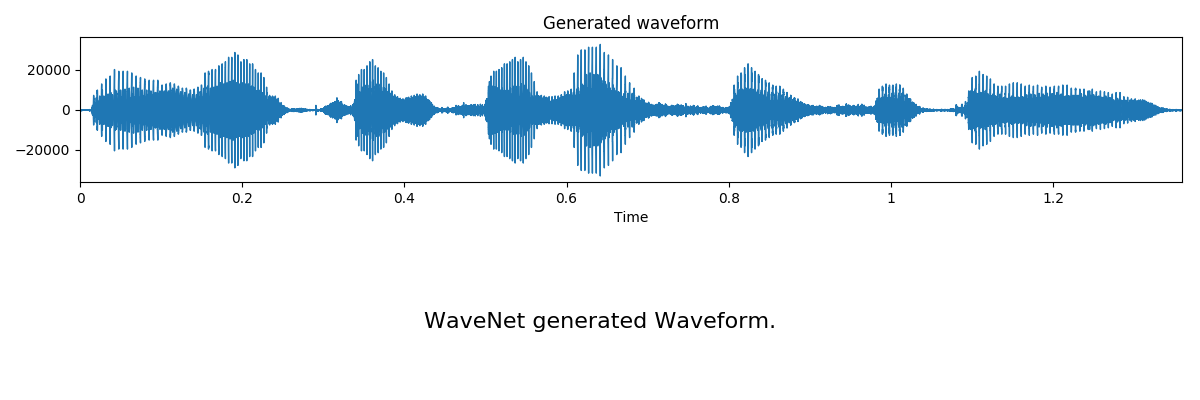 Generated waveform
20000
0
−20000
0 0.2 0.4 0.6 0.8 1 1.2
Time
WaveNet generated Waveform.